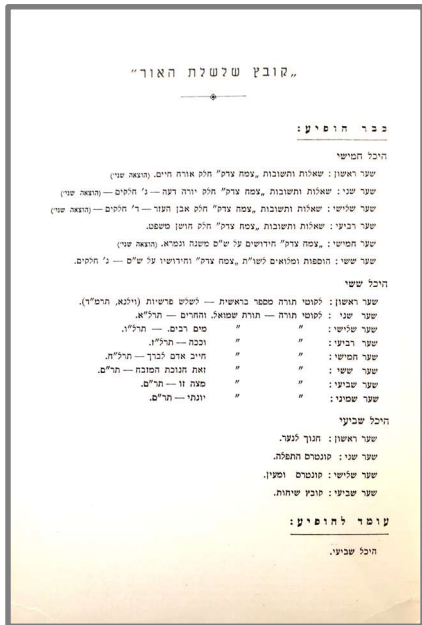 „קובץ שלשלת האור"
כבר הופיע:
היכל חמישי
שער ראשון: שאלות ותשובות „צמח צדק" חלק אורח חיים. (הוצאה שני')
שער שני: שאלות ותשובות „צמח צדק" חלק יורה דעה — ג' חלקים — (הוצאה שני')
שער שלישי: שאלות ותשובות „צמח צדק" חלק אבן העזר — ד' חלקים — (הוצאה שני')
שער רביעי: שאלות ותשובות „צמח צדק" חלק חושן משפט.
שער חמישי: „צמח צדק" חידושים על ש"ס משנה וגמרא. (הוצאה שני')
שער ששי: הוספות ומלואים לשו"ת „צמח צדק" וחידושיו על ש"ס — ג' חלקים.
היכל ששי
שער ראשון: לקוטי תורה מספר בראשית — לשלש פרשיות (ווילנא, תרמ"ד).
שער שני: לקוטי תורה — תורת שמואל. והחרים — תרל"א.
שער שלישי: " " מים רבים. — תרל"ו.
שער רביעי: " " וככה — תרל"ז.
שער חמישי: " " חייב אדם לברך — תרל"ח.
שער ששי: " " זאת חנוכת המזבח — תר"ם.
שער שביעי: " " מצה זו — תר"ם.
שער שמיני: " " יונתי — תר"ם.
היכל שביעי
שער ראשון: חנוך לנער.
שער שני: קונטרס התפלה.
שער שלישי: קונטרס ומעין.
שער שביעי: קובץ שיחות.
עומד להופיע:
היכל שביעי.